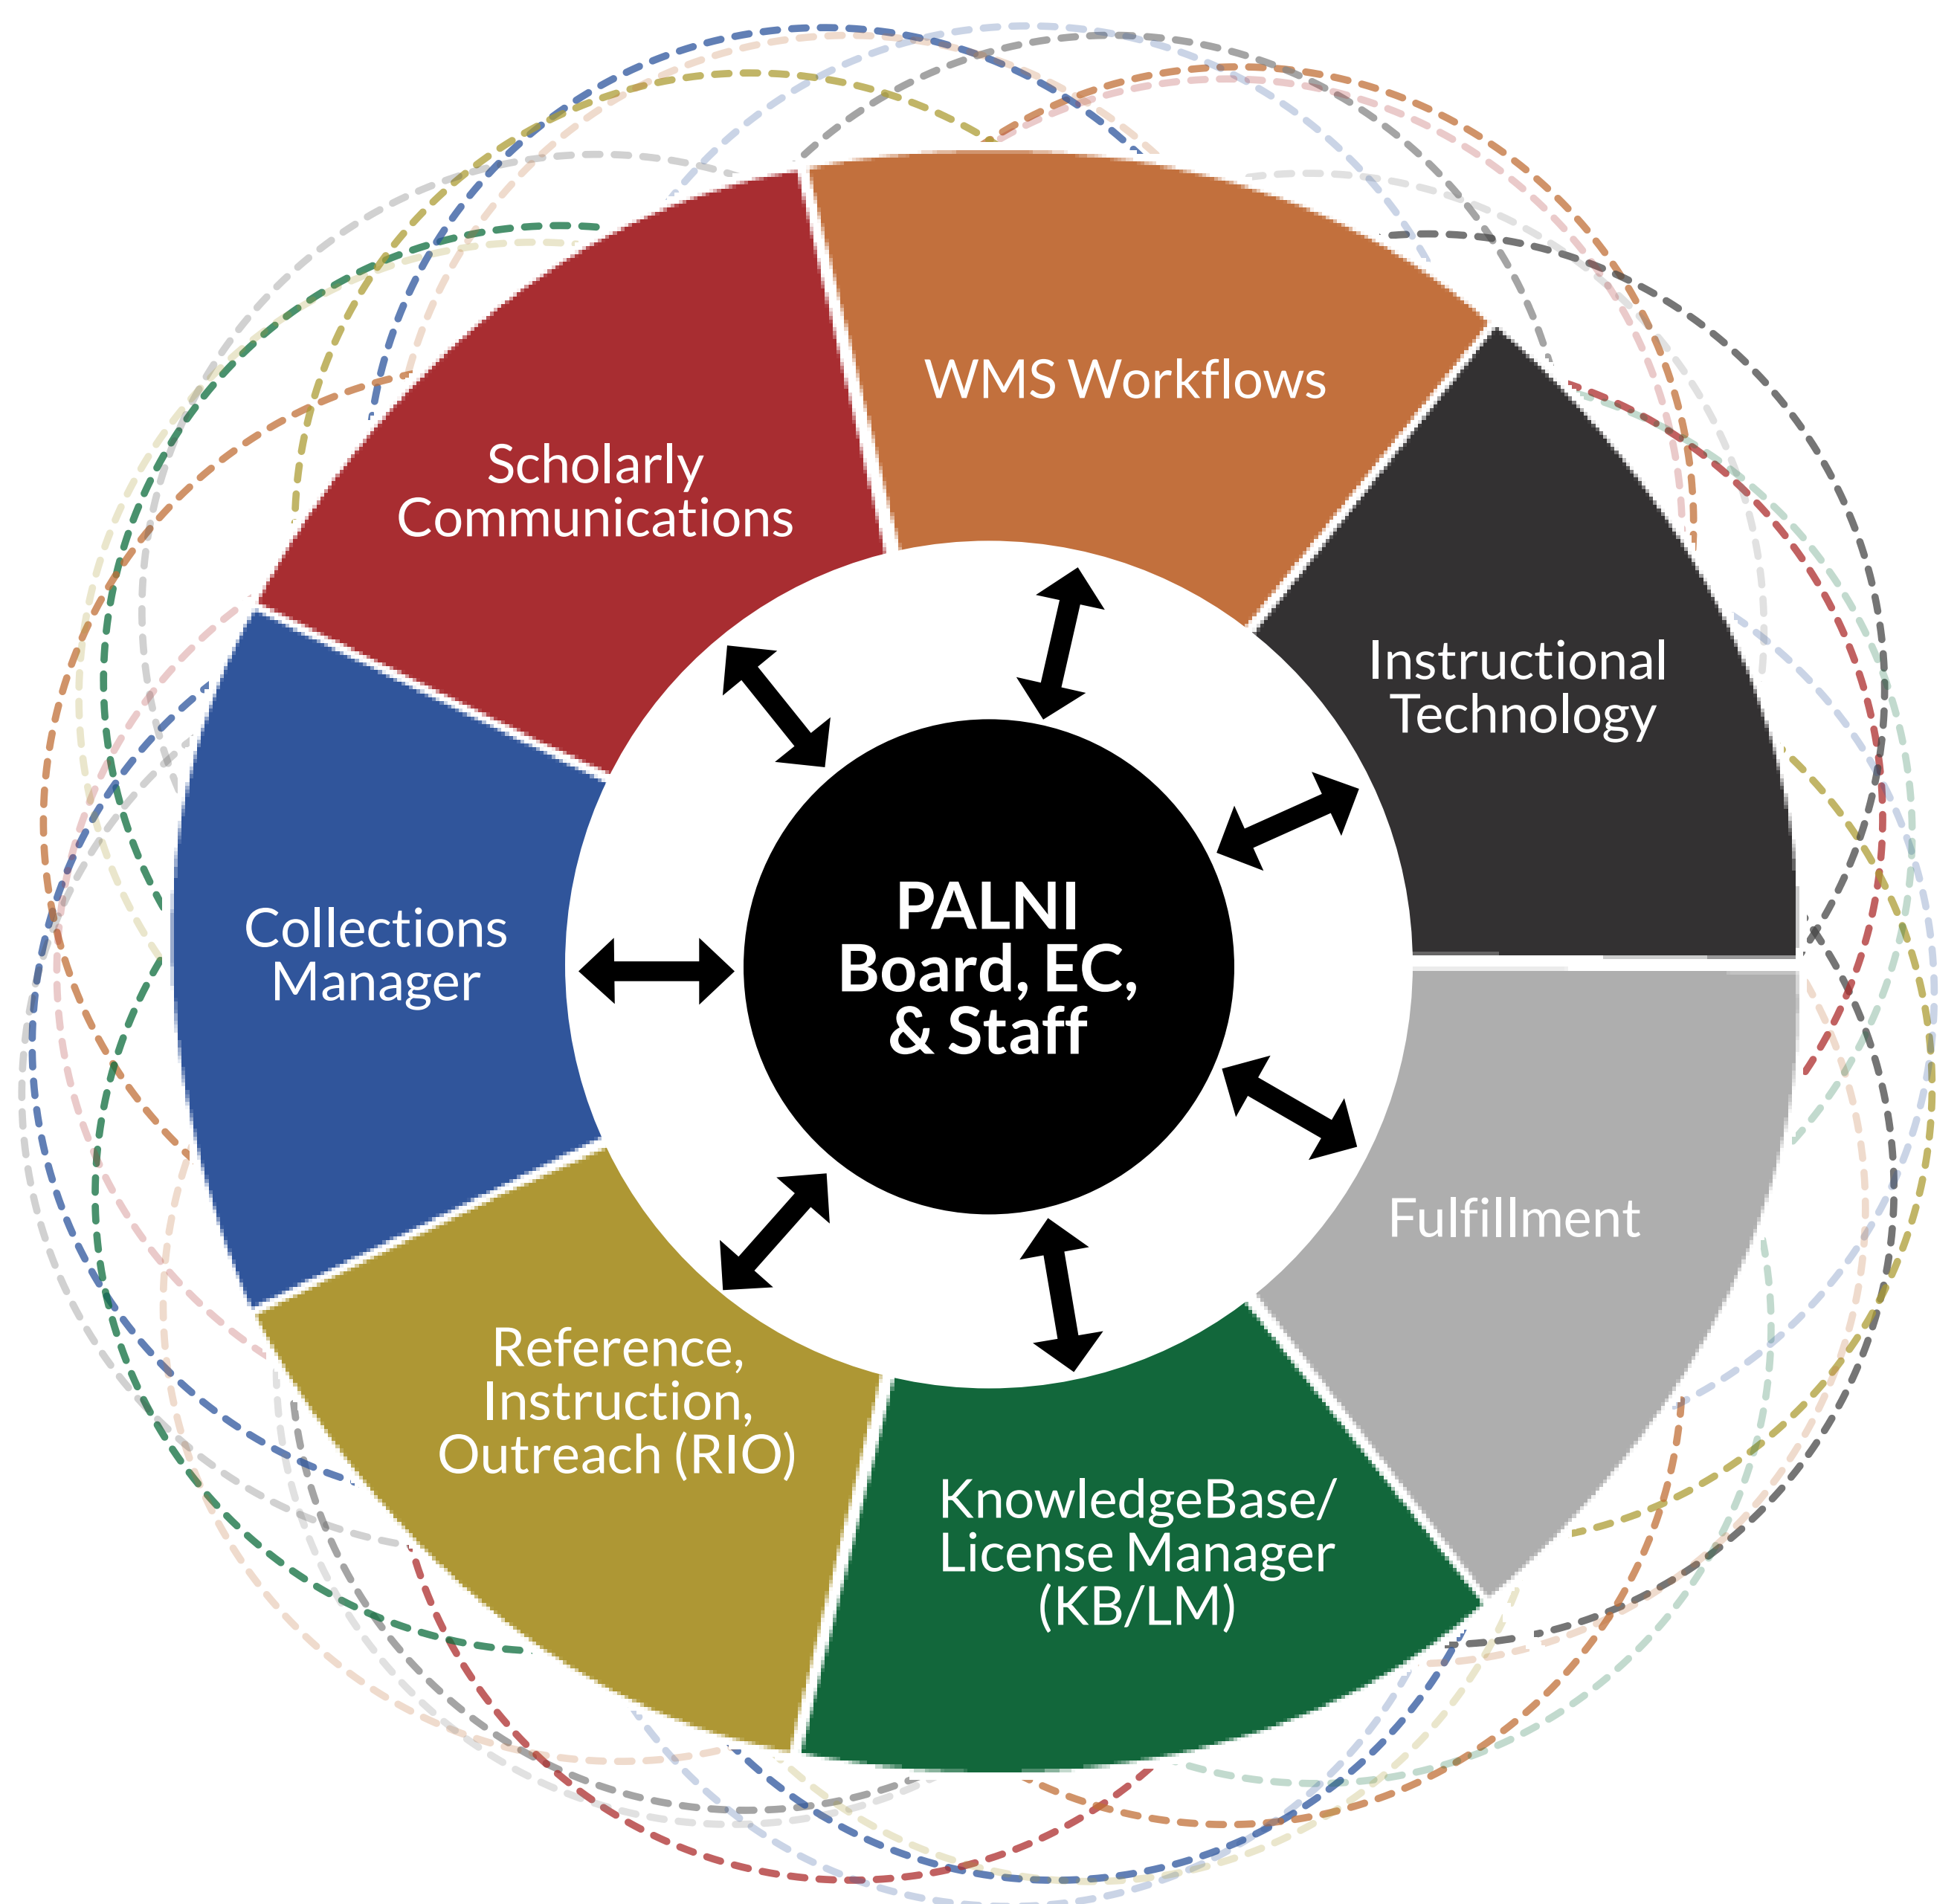 WMS Workflows
Scholarly
Communications
Instructional
Technology
PALNI
Board, EC,
& Staff
Collections
Manager
Fulfillment
Reference,
Instruction,
Outreach (RIO)
KnowledgeBase/
License Manager
(KB/LM)